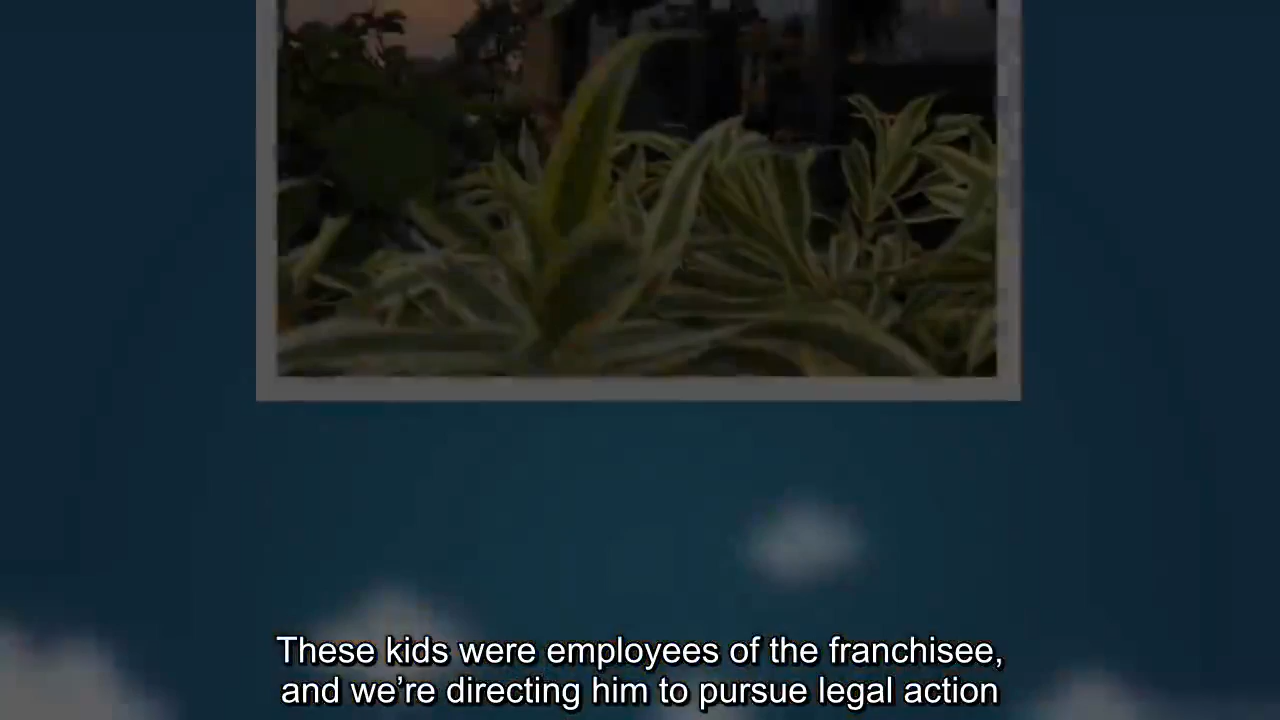 These kids were employees of the franchisee,
and we’re directing him to pursue legal action